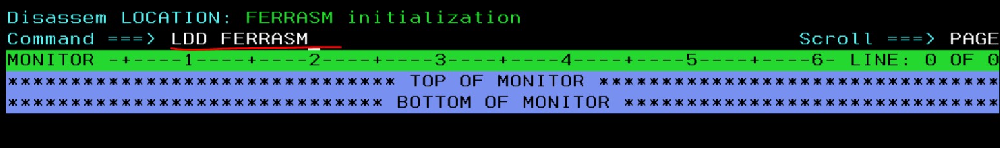 Disassem LOCATION: FERRASM initialization
Command ===> LDD FERRASM Scroll ===> PAGE
MONITOR -+----1----+----2----+----3----+----4----+----5----+----6- LINE: 0 OF 0
******************************* TOP OF MONITOR ********************************
****************************** BOTTOM OF MONITOR ******************************